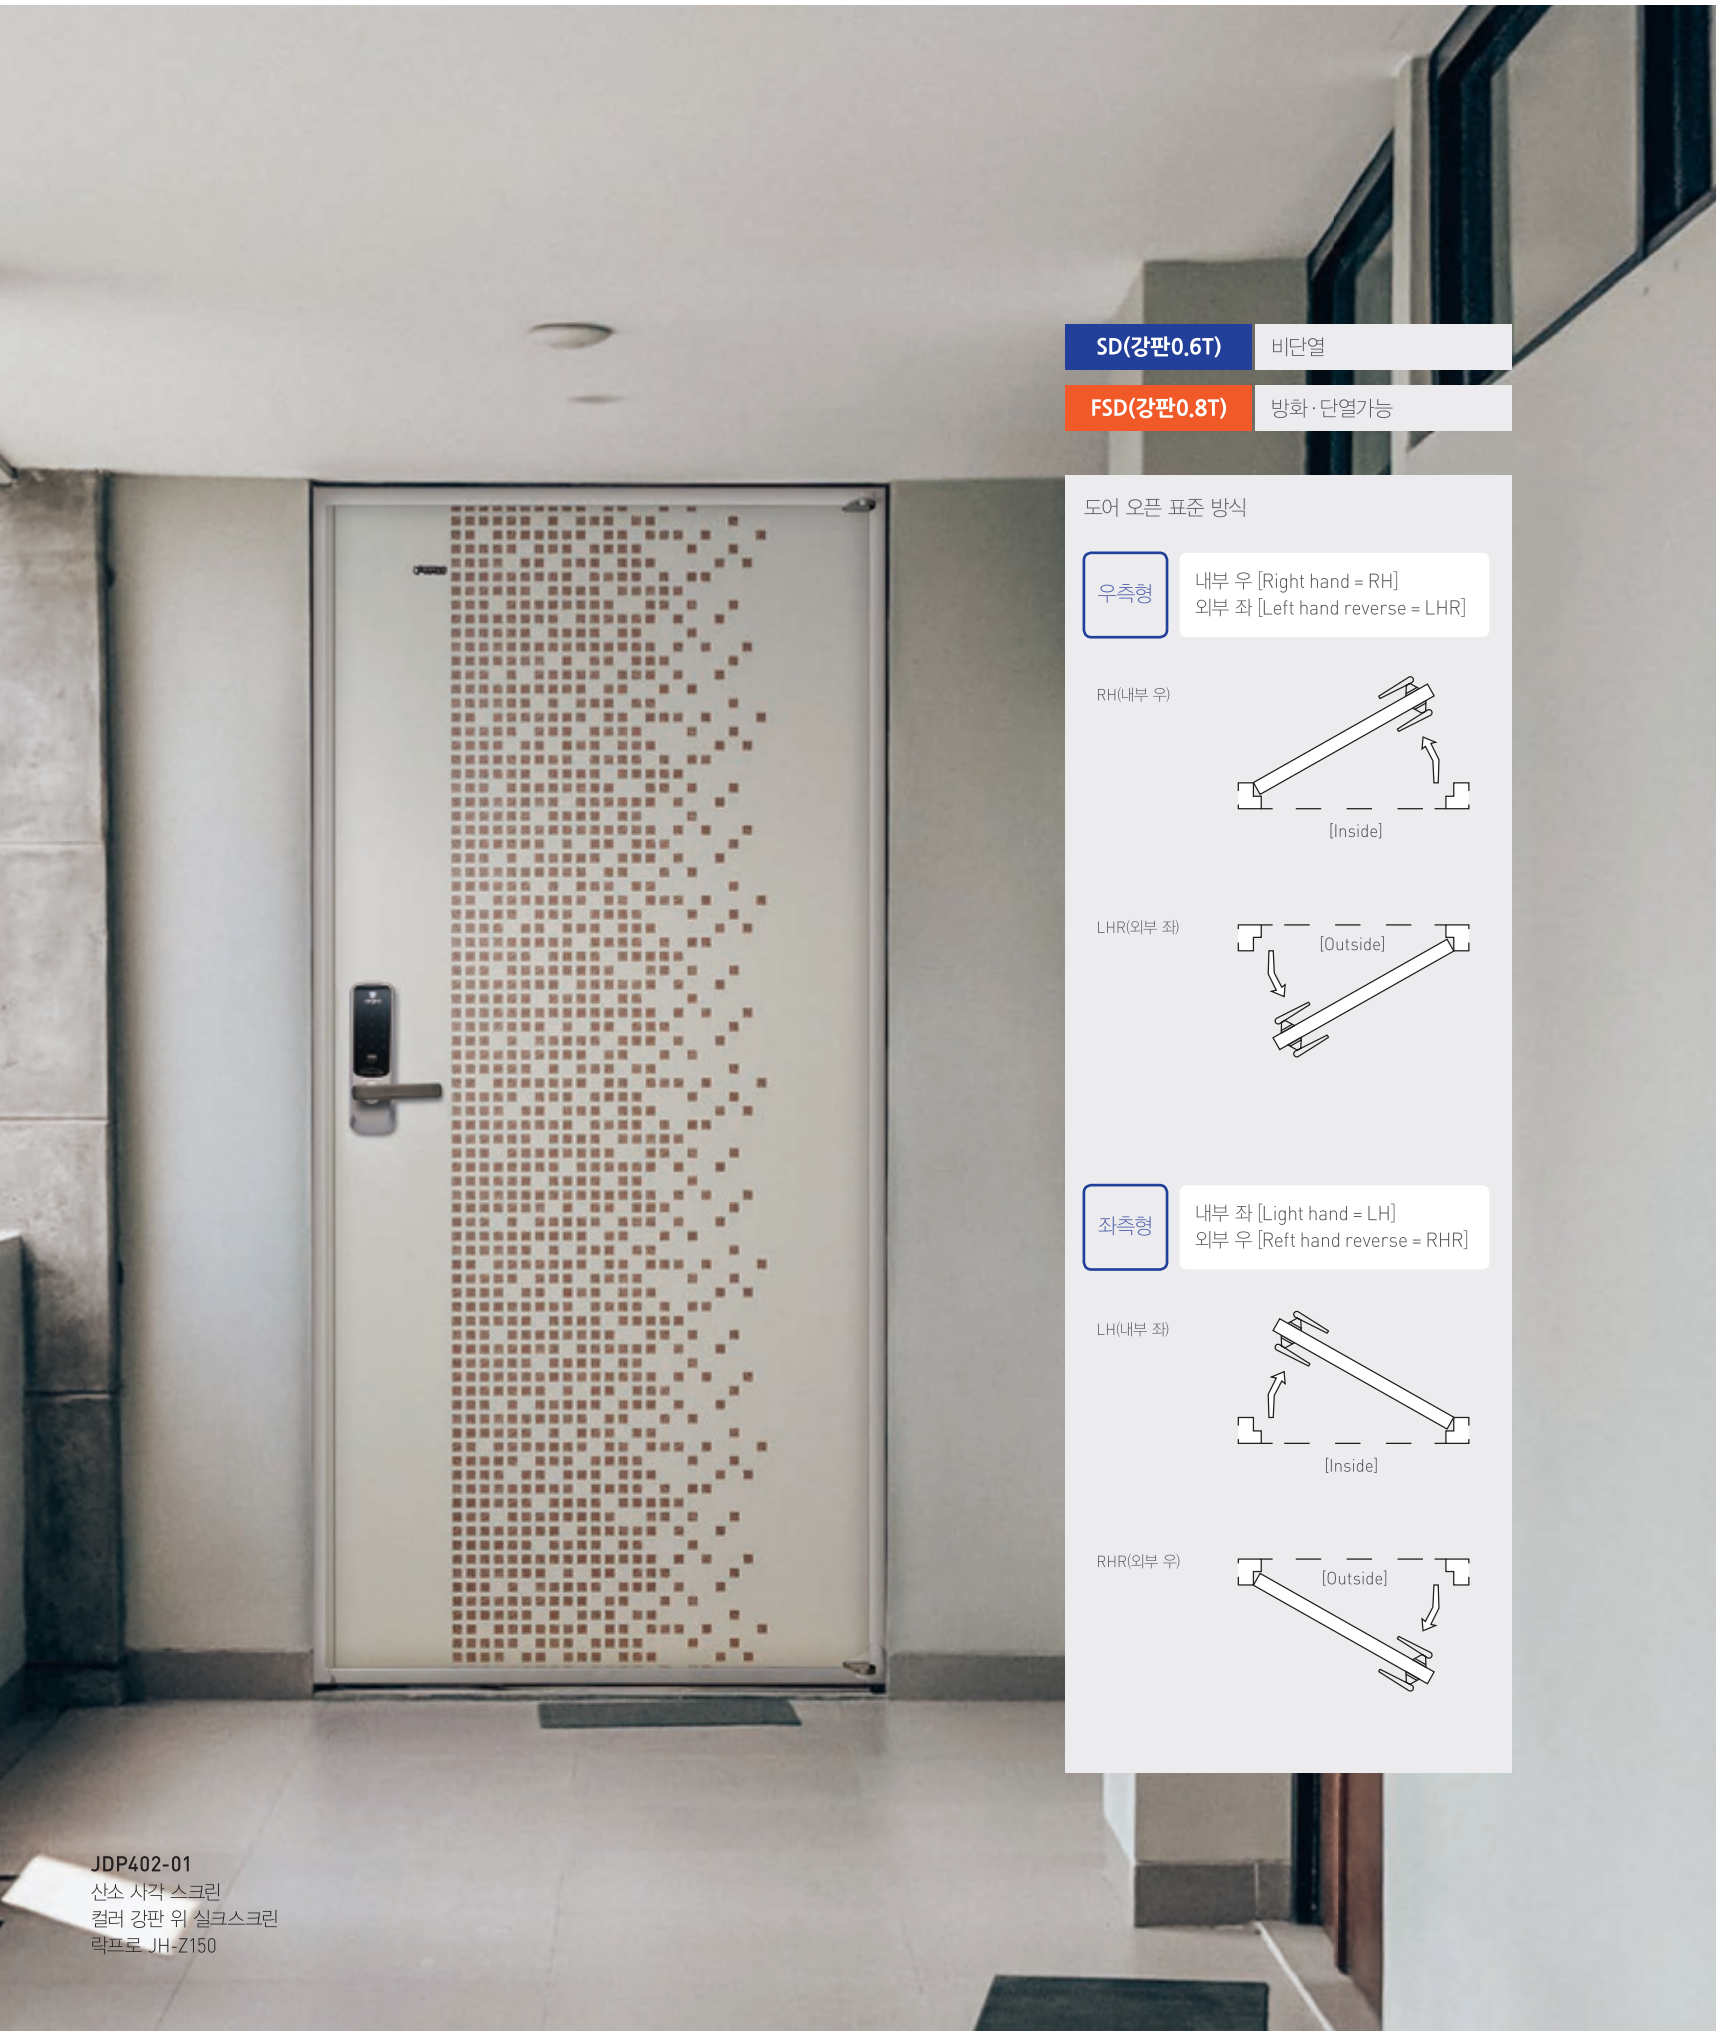 SD(강판0.6T)
비단열
FSD(강판0.8T)
방화·단열가능
도어 오픈 표준 방식
우측형
내부 우 [Right hand = RH]
외부 좌 [Left hand reverse = LHR]
RH(내부 우)
[Inside]
LHR(외부 좌)
[Outside]
좌측형
내부 좌 [Light hand = LH]
외부 우 [Reft hand reverse = RHR]
LH(내부 좌)
[Inside]
RHR(외부 우)
[Outside]
JDP402-01
산소 사각 스크린
컬러 강판 위 실크스크린
락프로 JH-Z150